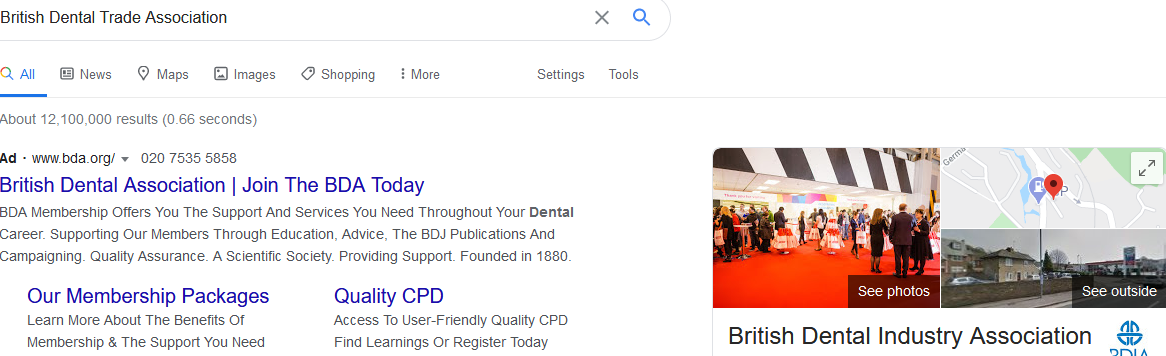 British Dental Trade Association
All News Maps Images Shopping More Settings Tools
About 12,100,000 results (0.66 seconds)
Ad · www.bda.org/ 020 7535 5858
British Dental Association | Join The BDA Today
BDA Membership Offers You The Support And Services You Need Throughout Your Dental
Career. Supporting Our Members Through Education, Advice, The BDJ Publications And
Campaigning. Quality Assurance. A Scientific Society. Providing Support. Founded in 1880.
Our Membership Packages
Learn More About The Benefits Of
Membership & The Support You Need
Quality CPD
Access To User-Friendly Quality CPD
Find Learnings Or Register Today
Germa
P
See photos
See outside
British Dental Industry Association
BDIA